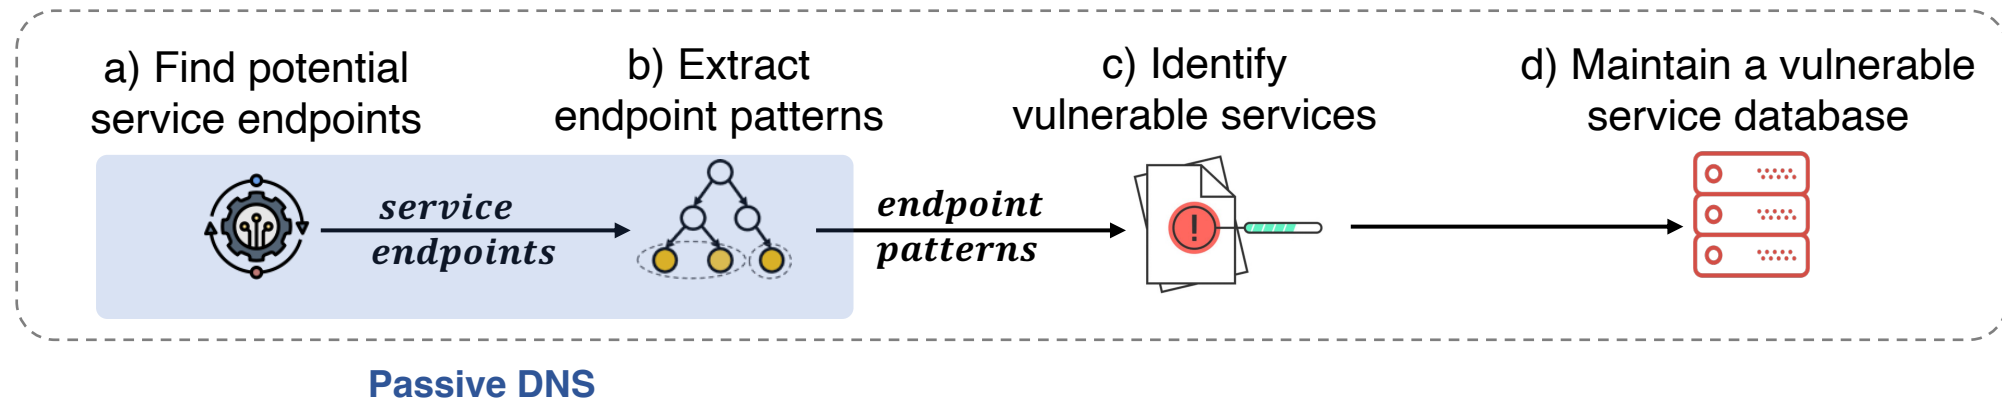 a) Find potential
service endpoints
b) Extract
endpoint patterns
c) Identify
vulnerable services
d) Maintain a vulnerable
service database
service
endpoints
endpoint
patterns
!
Passive DNS